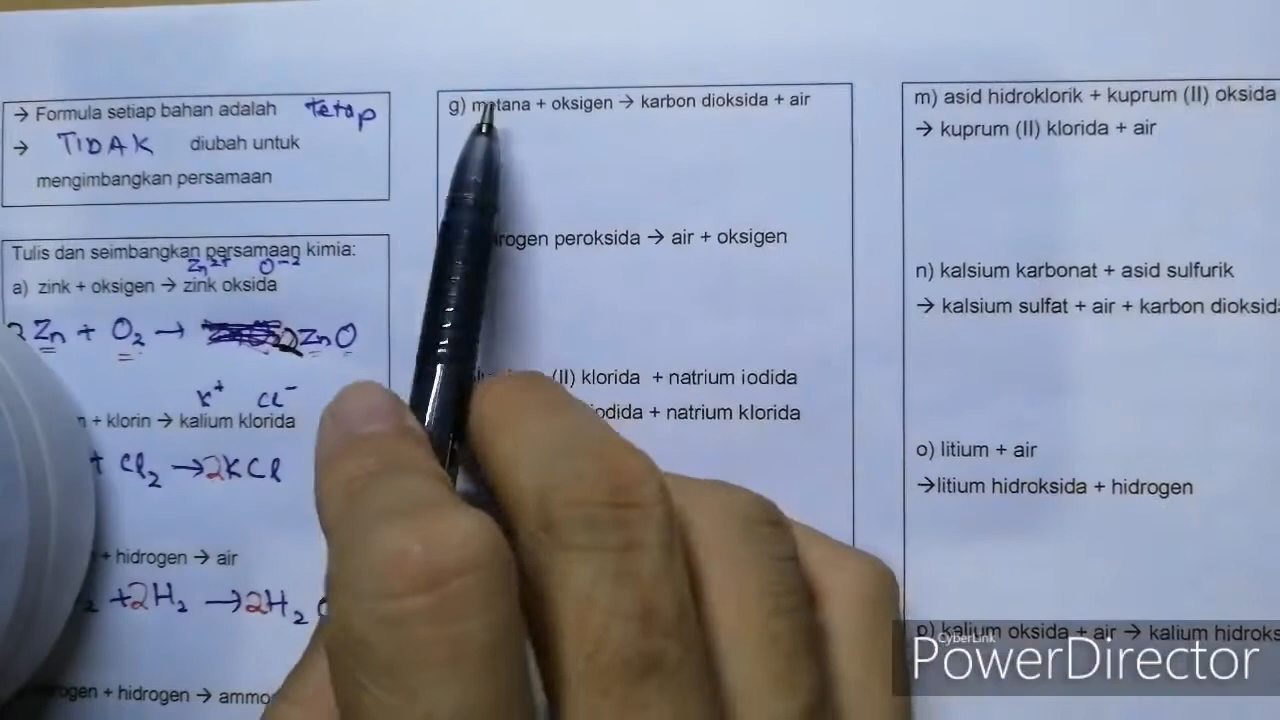 → Formula setiap bahan adalah tetap
→ TIDAK diubah untuk
mengimbangkan persamaan
Tulis dan seimbangkan persamaan kimia:
Zn²⁺ O⁻²
a) zink + oksigen → zink oksida
2 Zn + O₂ → 2 ZnO
K⁺ Cl⁻
+ klorin → kalium klorida
+ Cl₂ → 2KCl
+ hidrogen → air
+ 2H₂ → 2H₂
+ hidrogen →
g) metana + oksigen → karbon dioksida + air
peroksida → air + oksigen
(II) klorida + natrium iodida
iodida + natrium klorida
m) asid hidroklorik + kuprum (II) oksida
→ kuprum (II) klorida + air
n) kalsium karbonat + asid sulfurik
→ kalsium sulfat + air + karbon dioksida
o) litium + air
→ litium hidroksida + hidrogen
p) kalium oksida + air → kalium
CyberLink
PowerDirector